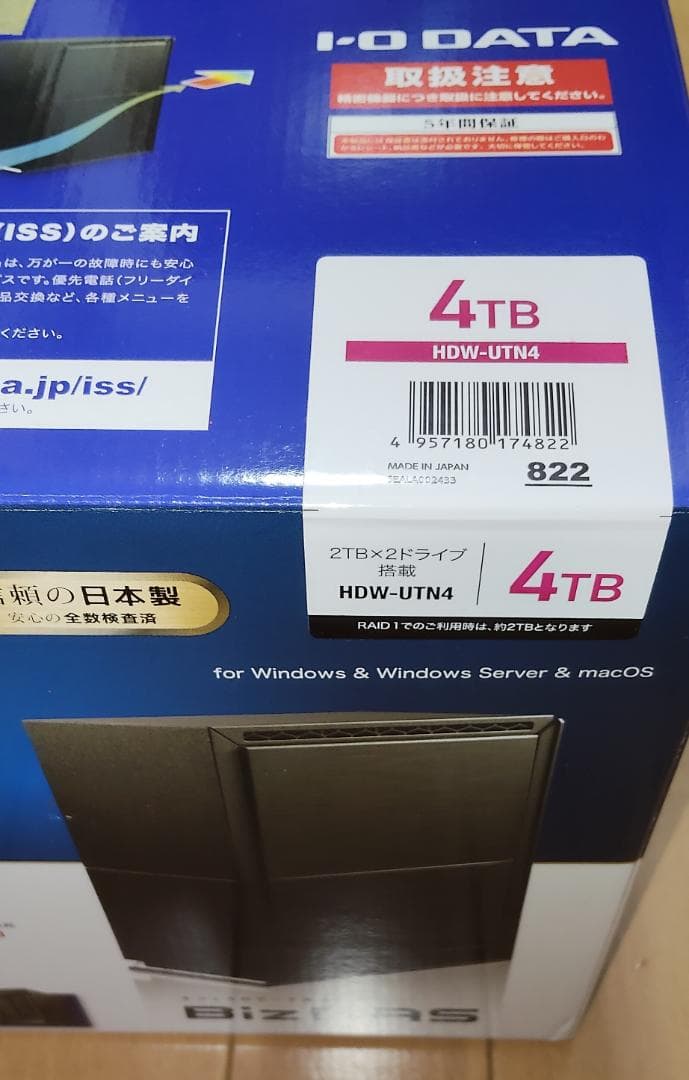 I-O DATA
取扱注意
精密機器につき取扱に注意してください。
5年間保証
(ISS)のご案内
は、万が一の故障時にも安心
スです。優先電話(フリーダイ
品交換など、各種メニューを
ください。
a.jp/iss/
さい。
4TB
HDW-UTN4
4 957180 174822
MADE IN JAPAN
822
2TB×2ドライブ
搭載
HDW-UTN4
4TB
RAID 1でのご利用時は、約2TBとなります
頼の日本製
安心の全数検査済
for Windows & Windows Server & macOS